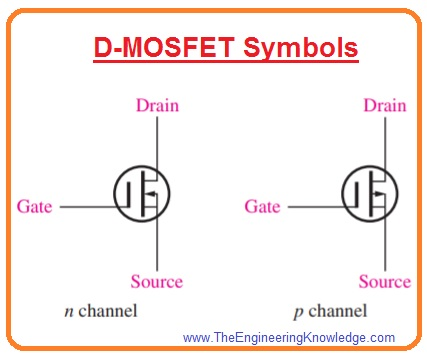 D-MOSFET Symbols
Drain Drain
Gate Gate
Source Source
n channel p channel
www.TheEngineeringKnowledge.com